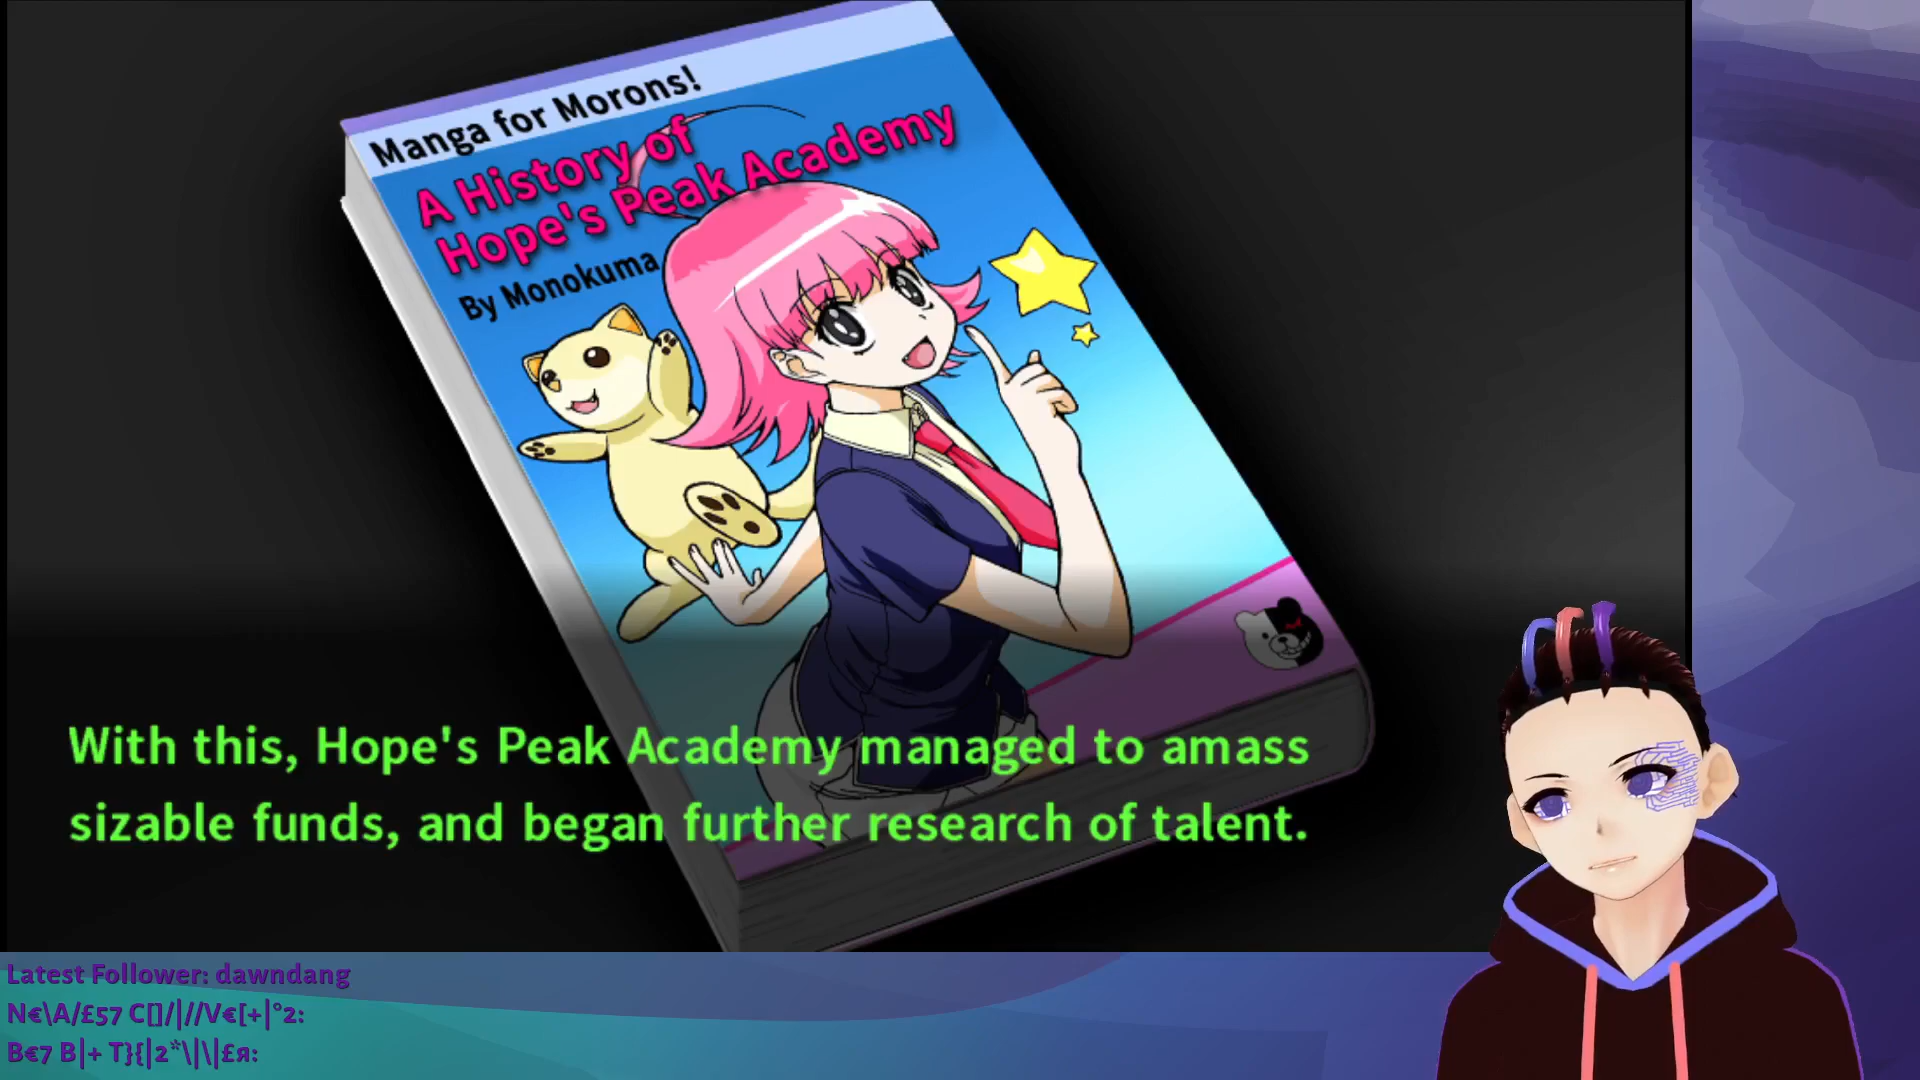 Manga for Morons!
A History of
Hope's Peak Academy
By Monokuma
With this, Hope's Peak Academy managed to amass
sizable funds, and began further research of talent.
Latest Follower: dawndang
N€\A/£57 C[]/|//V€[+|°2:
B€7 B|+ T}{|2*\|\|£я: